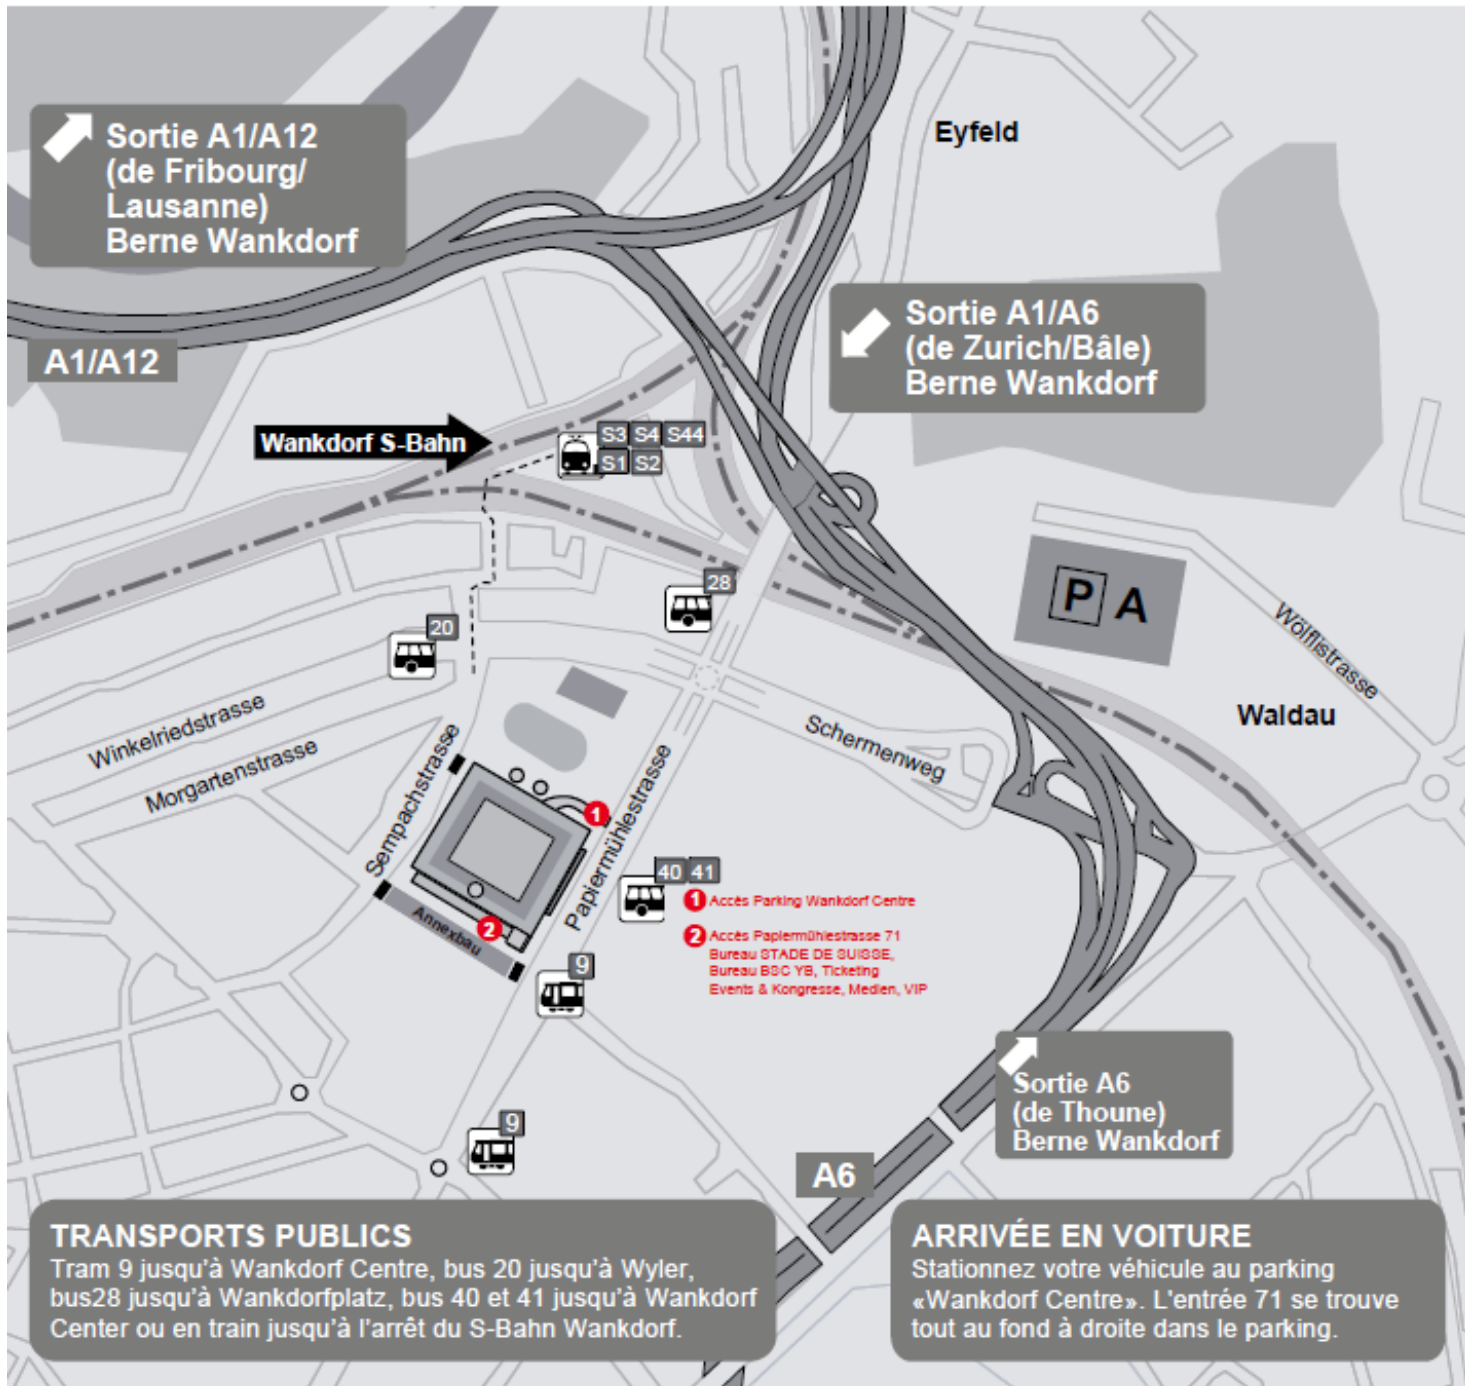 Sortie A1/A12
(de Fribourg/
Lausanne)
Berne Wankdorf
Eyfeld
Sortie A1/A6
(de Zurich/Bâle)
Berne Wankdorf
A1/A12
Wankdorf S-Bahn
S3 S4 S44
S1 S2
P A
28
20
Wölflistrasse
Waldau
Winkelriedstrasse
Morgartenstrasse
Sempachstrasse
Papiermühlestrasse
Schermenweg
1
2
Annexbau
40 41
1 Accès Parking Wankdorf Centre
2 Accès Papiermühlestrasse 71
Bureau STADE DE SUISSE,
Bureau BSC YB, Ticketing
Events & Kongresse, Medien, VIP
9
9
Sortie A6
(de Thoune)
Berne Wankdorf
A6
TRANSPORTS PUBLICS
Tram 9 jusqu'à Wankdorf Centre, bus 20 jusqu'à Wyler,
bus28 jusqu'à Wankdorfplatz, bus 40 et 41 jusqu'à Wankdorf
Center ou en train jusqu'à l'arrêt du S-Bahn Wankdorf.
ARRIVÉE EN VOITURE
Stationnez votre véhicule au parking
«Wankdorf Centre». L'entrée 71 se trouve
tout au fond à droite dans le parking.